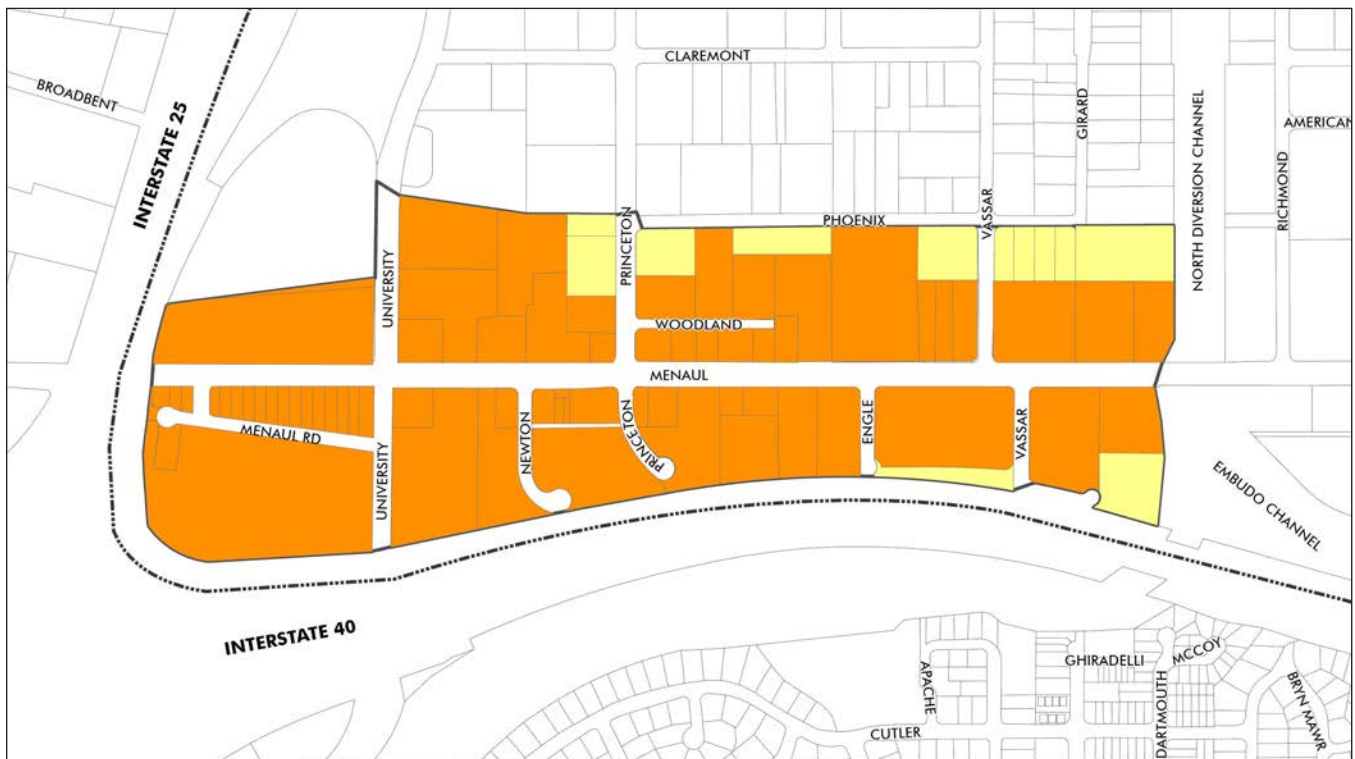 CLAREMONT
BROADBENT
INTERSTATE 25
GIRARD
NORTH DIVERSION CHANNEL
AMERICAN
RICHMOND
VASSAR
PHOENIX
PRINCETON
UNIVERSITY
WOODLAND
MENAUL
MENAUL RD
NEWTON
PRINCETON
ENGLE
VASSAR
UNIVERSITY
EMBUDO CHANNEL
INTERSTATE 40
GHIRADELLI
MCCOY
APACHE
DARTMOUTH
BRYN MAWR
CUTLER